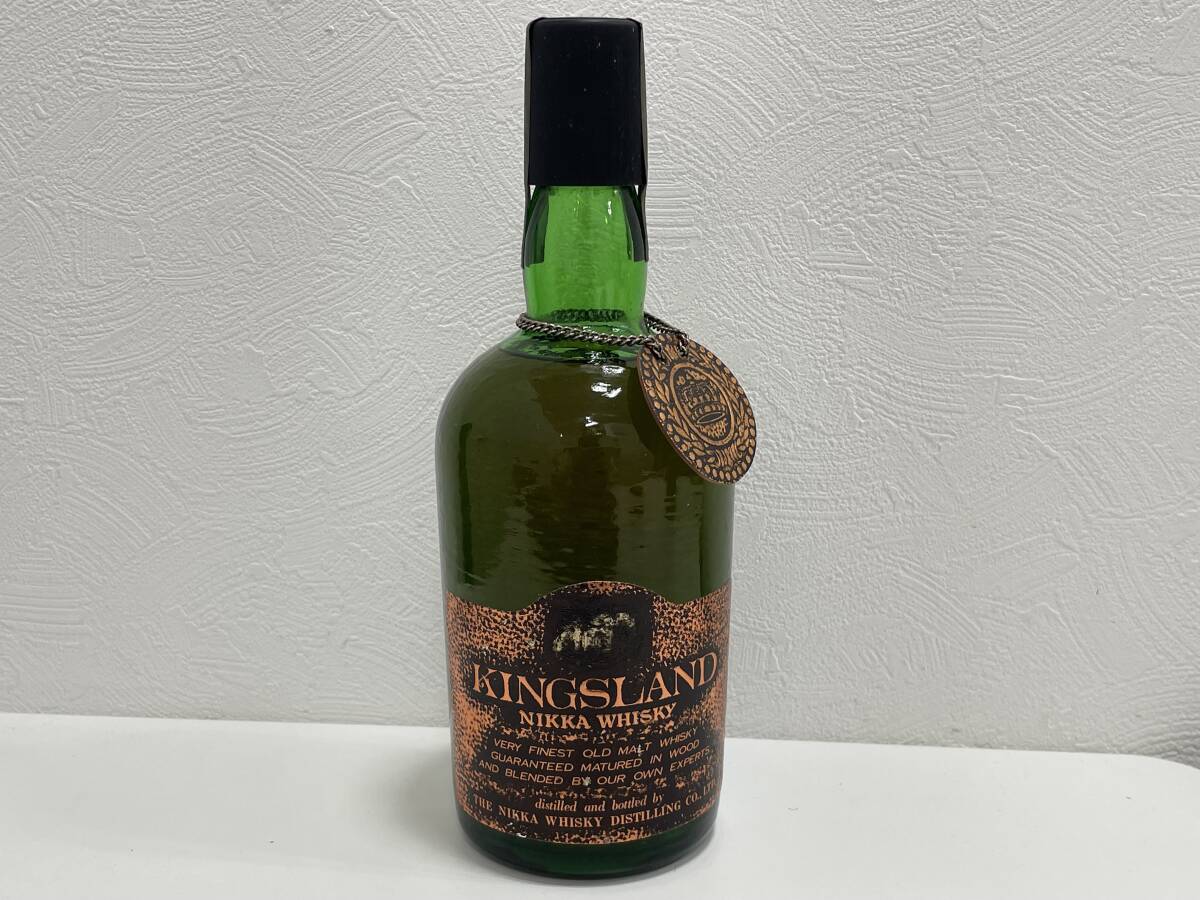 KINGSLAND
NIKKA WHISKY
VERY FINEST OLD MALT WHISKY
GUARANTEED MATURED IN WOOD
AND BLENDED BY OUR OWN EXPERTS
distilled and bottled by
THE NIKKA WHISKY DISTILLING CO., LTD